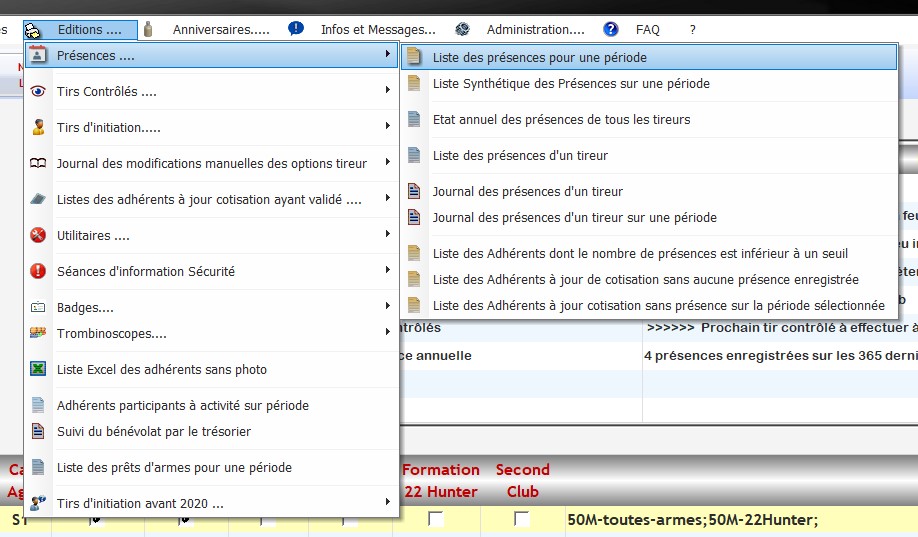 Editions ....
Anniversaires.....
Infos et Messages...
Administration....
FAQ
?
Présences ....
Tirs Contrôlés ....
Tirs d'initiation.....
Journal des modifications manuelles des options tireur
Listes des adhérents à jour cotisation ayant validé ....
Utilitaires ....
Séances d'information Sécurité
Badges....
Trombinoscopes....
Liste Excel des adhérents sans photo
Adhérents participants à activité sur période
Suivi du bénévolat par le trésorier
Liste des prêts d'armes pour une période
Tirs d'initiation avant 2020 ...
Liste des présences pour une période
Liste Synthétique des Présences sur une période
Etat annuel des présences de tous les tireurs
Liste des présences d'un tireur
Journal des présences d'un tireur
Journal des présences d'un tireur sur une période
Liste des Adhérents dont le nombre de présences est inférieur à un seuil
Liste des Adhérents à jour de cotisation sans aucune présence enregistrée
Liste des Adhérents à jour cotisation sans présence sur la période sélectionnée
ntrôlés >>>>>> Prochain tir contrôlé à effectuer à
ce annuelle 4 présences enregistrées sur les 365 derni
Formation Second
22 Hunter Club
50M-toutes-armes;50M-22Hunter;